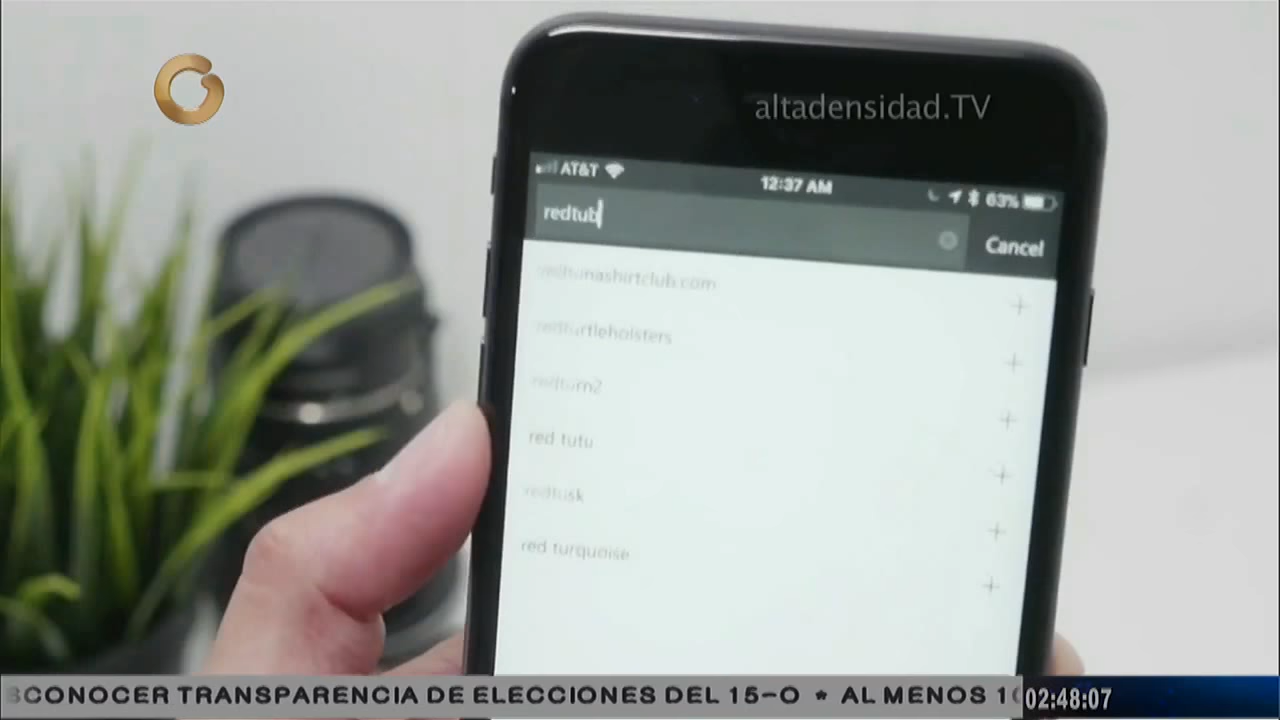 altadensidad.TV
AT&T
12:37 AM
63%
redtub
Cancel
redtunashirtclub.com
redturtleholsters
redturn2
red tutu
redtusk
red turquoise
CONOCER TRANSPARENCIA DE ELECCIONES DEL 15-O * AL MENOS
02:48:07